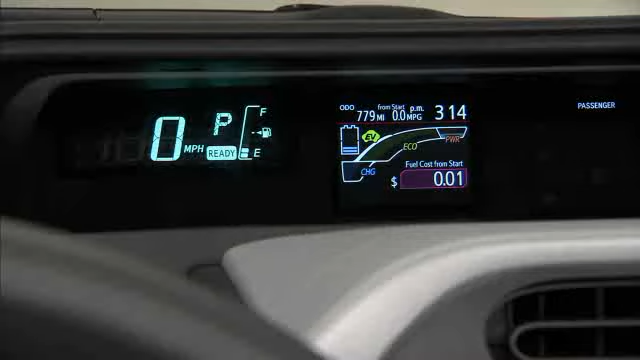 0 MPH
P
READY
F
E
ODO 779 MI
from Start 0.0 MPG
p.m. 3 14
EV
ECO
PWR
CHG
Fuel Cost from Start
$ 0.01
PASSENGER